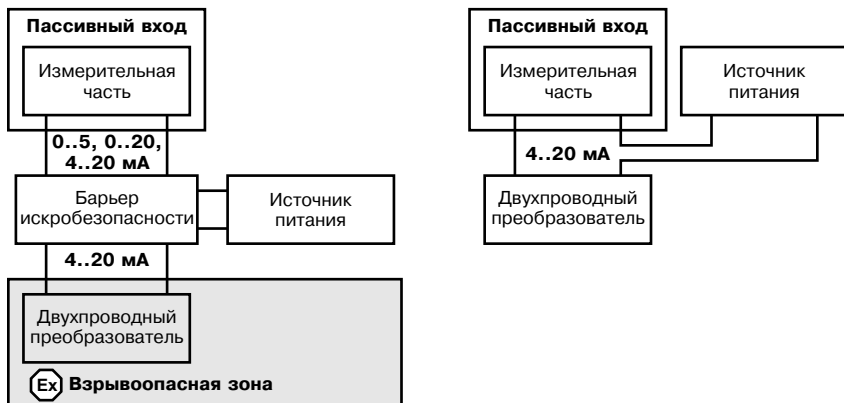 Пассивный вход
Измерительная
часть
0..5, 0..20,
4..20 мА
Барьер
искробезопасности
Источник
питания
4..20 мА
Двухпроводный
преобразователь
Ex Взрывоопасная зона
Пассивный вход
Измерительная
часть
Источник
питания
4..20 мА
Двухпроводный
преобразователь